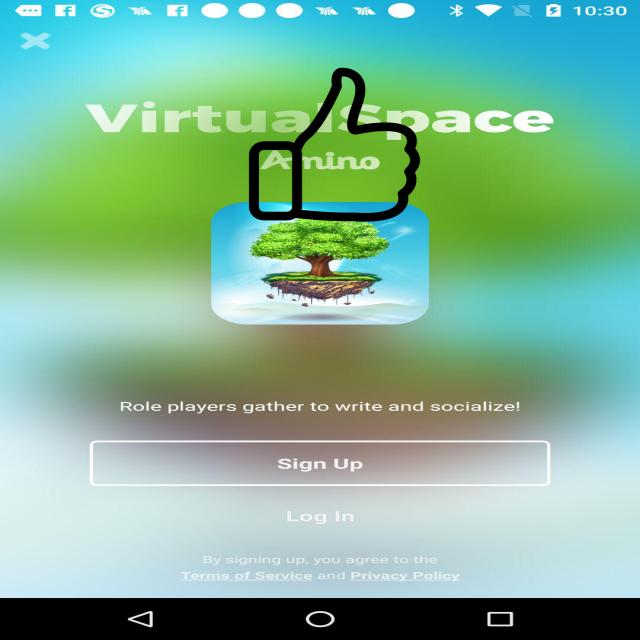 10:30
VirtualSpace
Amino
Role players gather to write and socialize!
Sign Up
Log In
By signing up, you agree to the
Terms of Service and Privacy Policy